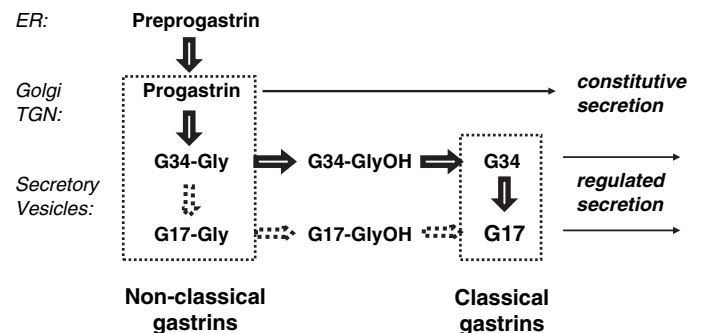 ER:
Preprogastrin
Golgi
TGN:
Progastrin
constitutive
secretion
G34-Gly
G34-GlyOH
G34
Secretory
Vesicles:
regulated
secretion
G17-Gly
G17-GlyOH
G17
Non-classical
gastrins
Classical
gastrins